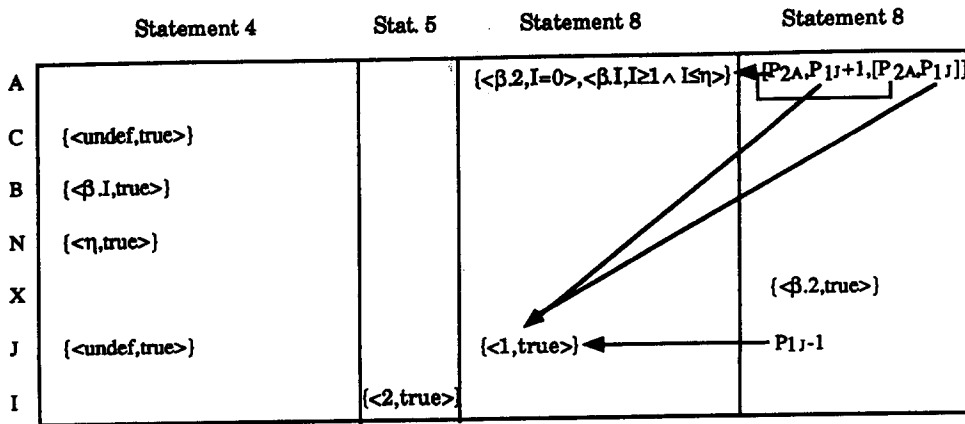 Statement 4 Stat. 5 Statement 8 Statement 8
A {<β.2,I=0>,<β.I,I≥1 ∧ I≤η>} [P2A,P1J+1,[P2A,P1J]]
C {<undef,true>}
B {<β.I,true>}
N {<η,true>}
X {<β.2,true>}
J {<undef,true>} {<1,true>} P1J-1
I {<2,true>}